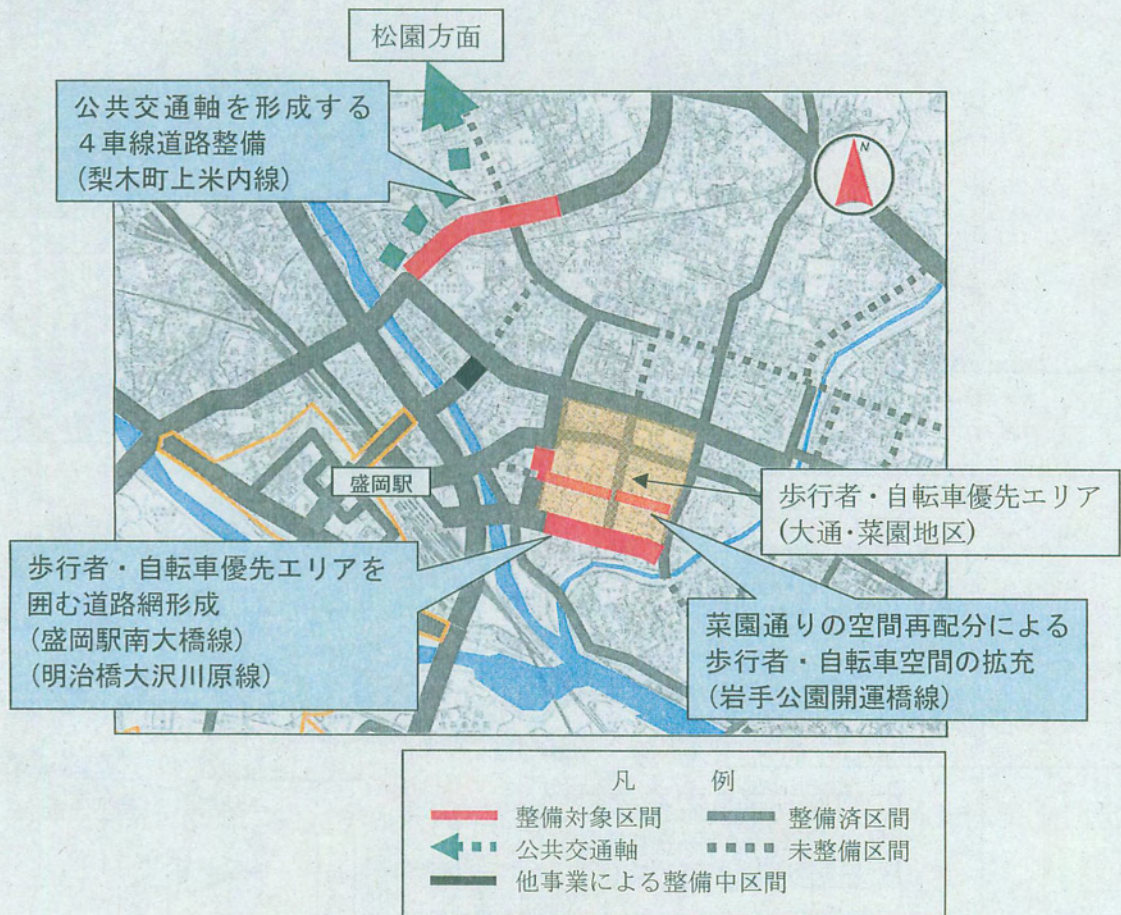 松園方面
公共交通軸を形成する
4車線道路整備
(梨木町上米内線)
N
盛岡駅
歩行者・自転車優先エリア
(大通・菜園地区)
歩行者・自転車優先エリアを
囲む道路網形成
(盛岡駅南大橋線)
(明治橋大沢川原線)
菜園通りの空間再配分による
歩行者・自転車空間の拡充
(岩手公園開運橋線)
凡　例
整備対象区間
整備済区間
公共交通軸
未整備区間
他事業による整備中区間